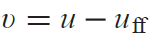 υ = u − u_ff